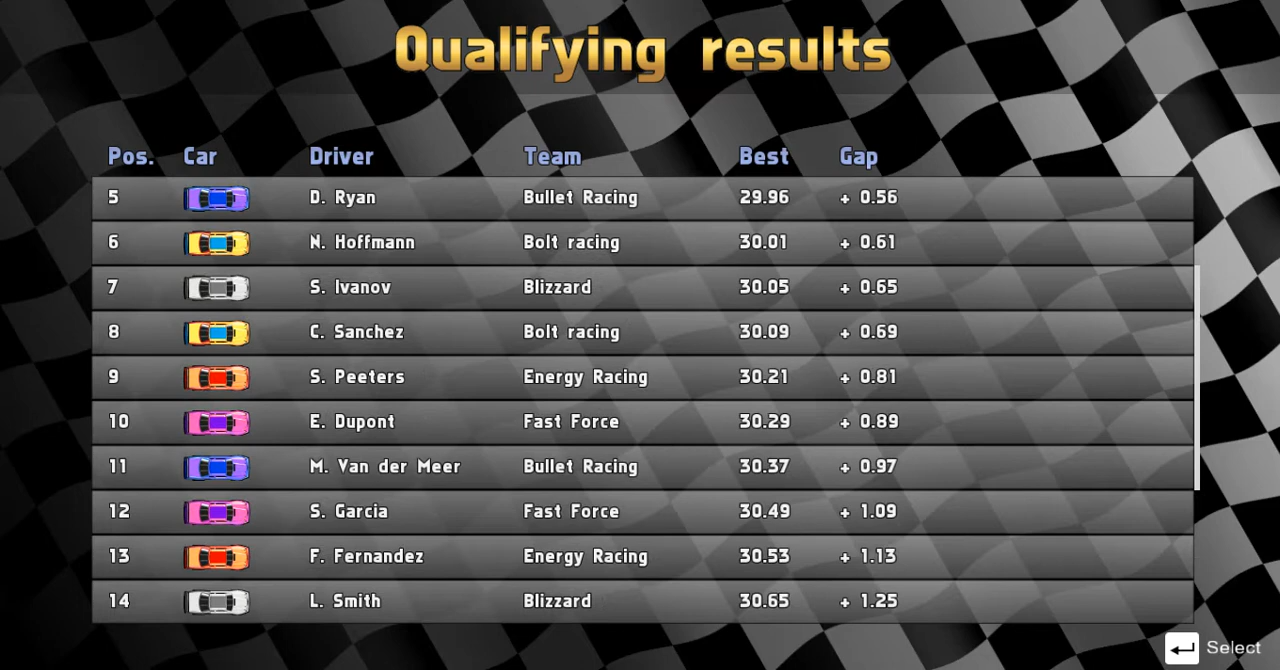 Qualifying results
Pos. Car Driver Team Best Gap
5 D. Ryan Bullet Racing 29.96 + 0.56
6 N. Hoffmann Bolt racing 30.01 + 0.61
7 S. Ivanov Blizzard 30.05 + 0.65
8 C. Sanchez Bolt racing 30.09 + 0.69
9 S. Peeters Energy Racing 30.21 + 0.81
10 E. Dupont Fast Force 30.29 + 0.89
11 M. Van der Meer Bullet Racing 30.37 + 0.97
12 S. Garcia Fast Force 30.49 + 1.09
13 F. Fernandez Energy Racing 30.53 + 1.13
14 L. Smith Blizzard 30.65 + 1.25
Select